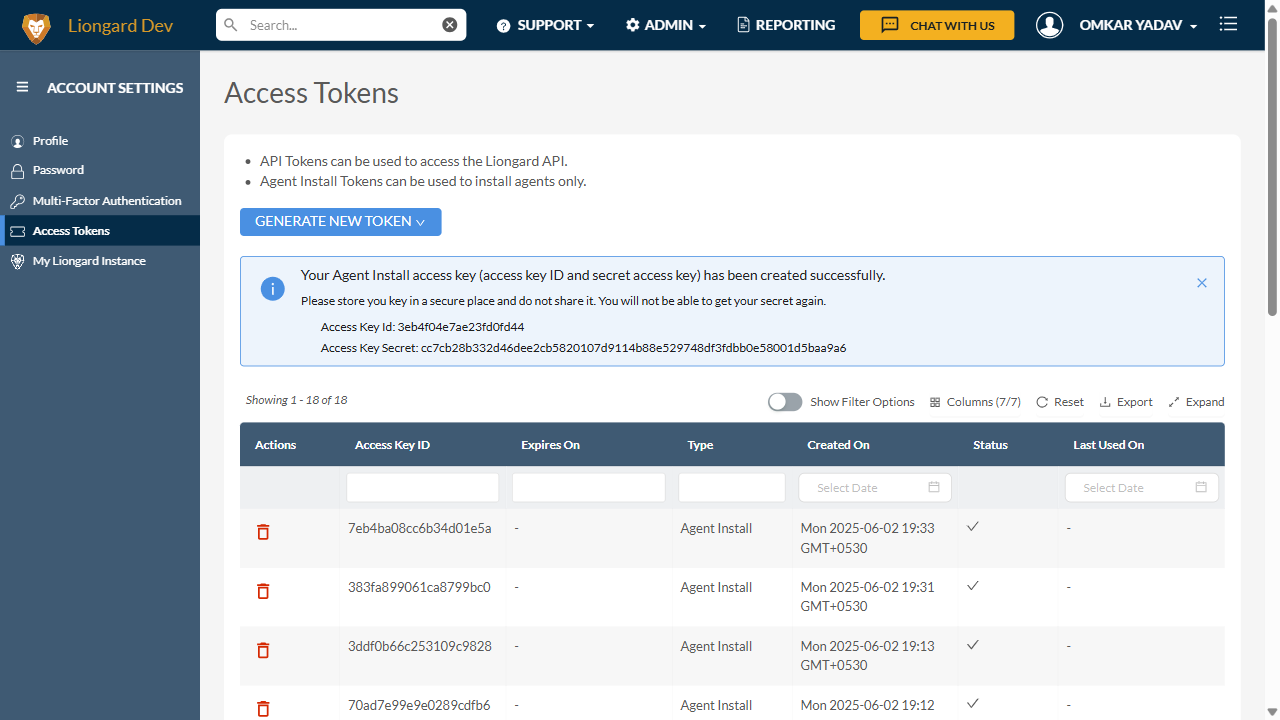 Liongard Dev
Search...
SUPPORT
ADMIN
REPORTING
CHAT WITH US
OMKAR YADAV
ACCOUNT SETTINGS
Profile
Password
Multi-Factor Authentication
Access Tokens
My Liongard Instance
Access Tokens
• API Tokens can be used to access the Liongard API.
• Agent Install Tokens can be used to install agents only.
GENERATE NEW TOKEN
Your Agent Install access key (access key ID and secret access key) has been created successfully.
Please store you key in a secure place and do not share it. You will not be able to get your secret again.
Access Key Id: 3eb4f04e7ae23fd0fd44
Access Key Secret: cc7cb28b332d46dee2cb5820107d9114b88e529748df3fdbb0e58001d5baa9a6
Showing 1 - 18 of 18
Show Filter Options
Columns (7/7)
Reset
Export
Expand
Actions Access Key ID Expires On Type Created On Status Last Used On
Select Date Select Date
7eb4ba08cc6b34d01e5a - Agent Install Mon 2025-06-02 19:33 -
GMT+0530
383fa899061ca8799bc0 - Agent Install Mon 2025-06-02 19:31 -
GMT+0530
3ddf0b66c253109c9828 - Agent Install Mon 2025-06-02 19:13 -
GMT+0530
70ad7e99e9e0289cdfb6 - Agent Install Mon 2025-06-02 19:12 -